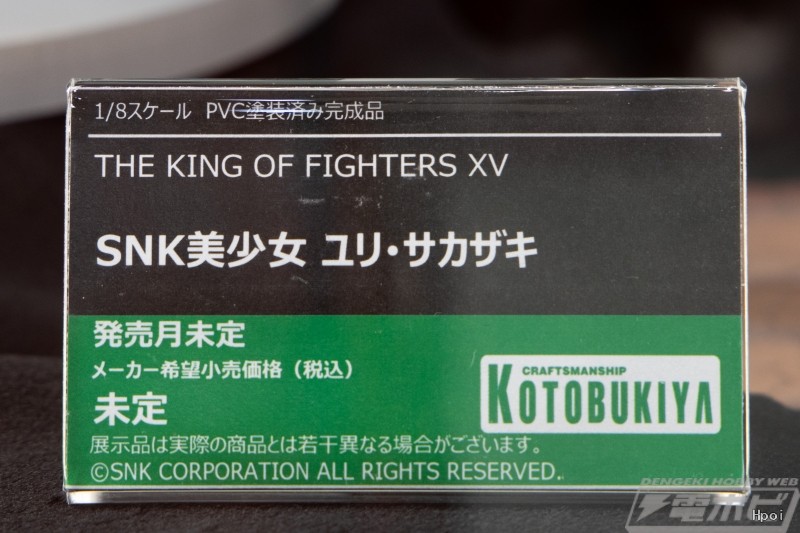 1/8スケール PVC塗装済み完成品
THE KING OF FIGHTERS XV
SNK美少女 ユリ・サカザキ
発売月未定
メーカー希望小売価格（税込）
未定
CRAFTSMANSHIP
KOTOBUKIYA
展示品は実際の商品とは若干異なる場合がございます。
©SNK CORPORATION ALL RIGHTS RESERVED.
DENGEKI HOBBY WEB
電ホビ
Hpoi